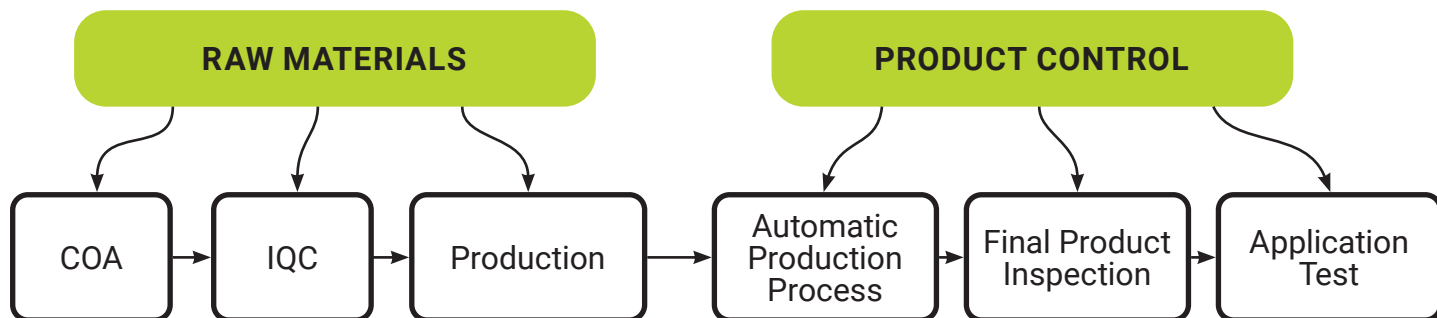 RAW MATERIALS
PRODUCT CONTROL
COA
IQC
Production
Automatic
Production
Process
Final Product
Inspection
Application
Test